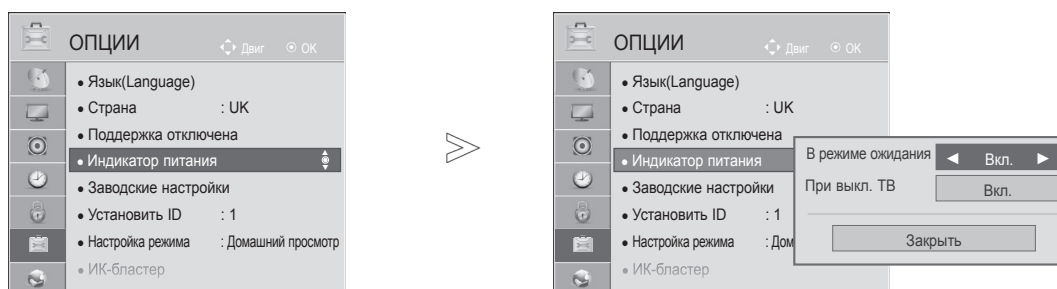 ОПЦИИ Двиг OK
Язык(Language)
Страна : UK
Поддержка отключена
Индикатор питания
Заводские настройки
Установить ID : 1
Настройка режима : Домашний просмотр
ИК-бластер
ОПЦИИ Двиг OK
Язык(Language)
Страна : UK
Поддержка отключена
Индикатор питания
Заводские настройки
Установить ID : 1
Настройка режима : Дом
ИК-бластер
В режиме ожидания ◄ Вкл. ►
При выкл. ТВ Вкл.
Закрыть